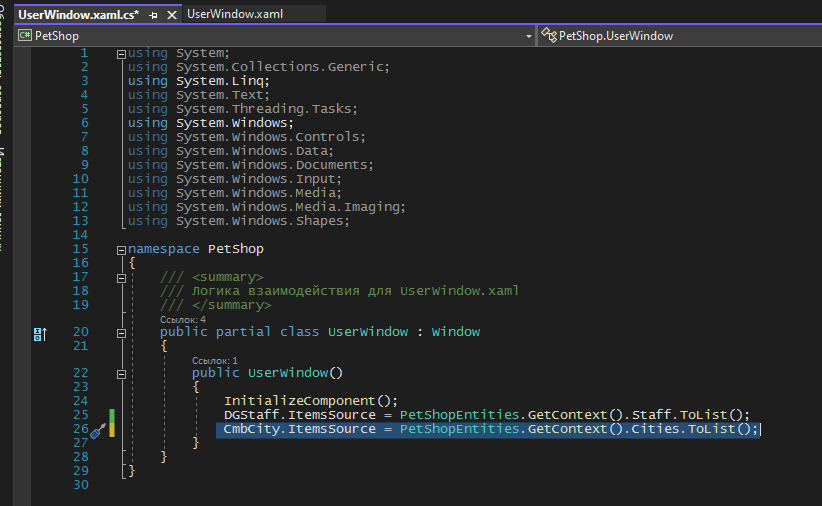 UserWindow.xaml.cs* UserWindow.xaml
C# PetShop PetShop.UserWindow
1 using System;
2 using System.Collections.Generic;
3 using System.Linq;
4 using System.Text;
5 using System.Threading.Tasks;
6 using System.Windows;
7 using System.Windows.Controls;
8 using System.Windows.Data;
9 using System.Windows.Documents;
10 using System.Windows.Input;
11 using System.Windows.Media;
12 using System.Windows.Media.Imaging;
13 using System.Windows.Shapes;
14
15 namespace PetShop
16 {
17 /// <summary>
18 /// Логика взаимодействия для UserWindow.xaml
19 /// </summary>
Ссылок: 4
20 public partial class UserWindow : Window
21 {
Ссылок: 1
22 public UserWindow()
23 {
24 InitializeComponent();
25 DGStaff.ItemsSource = PetShopEntities.GetContext().Staff.ToList();
26 CmbCity.ItemsSource = PetShopEntities.GetContext().Cities.ToList();
27 }
28 }
29 }
30